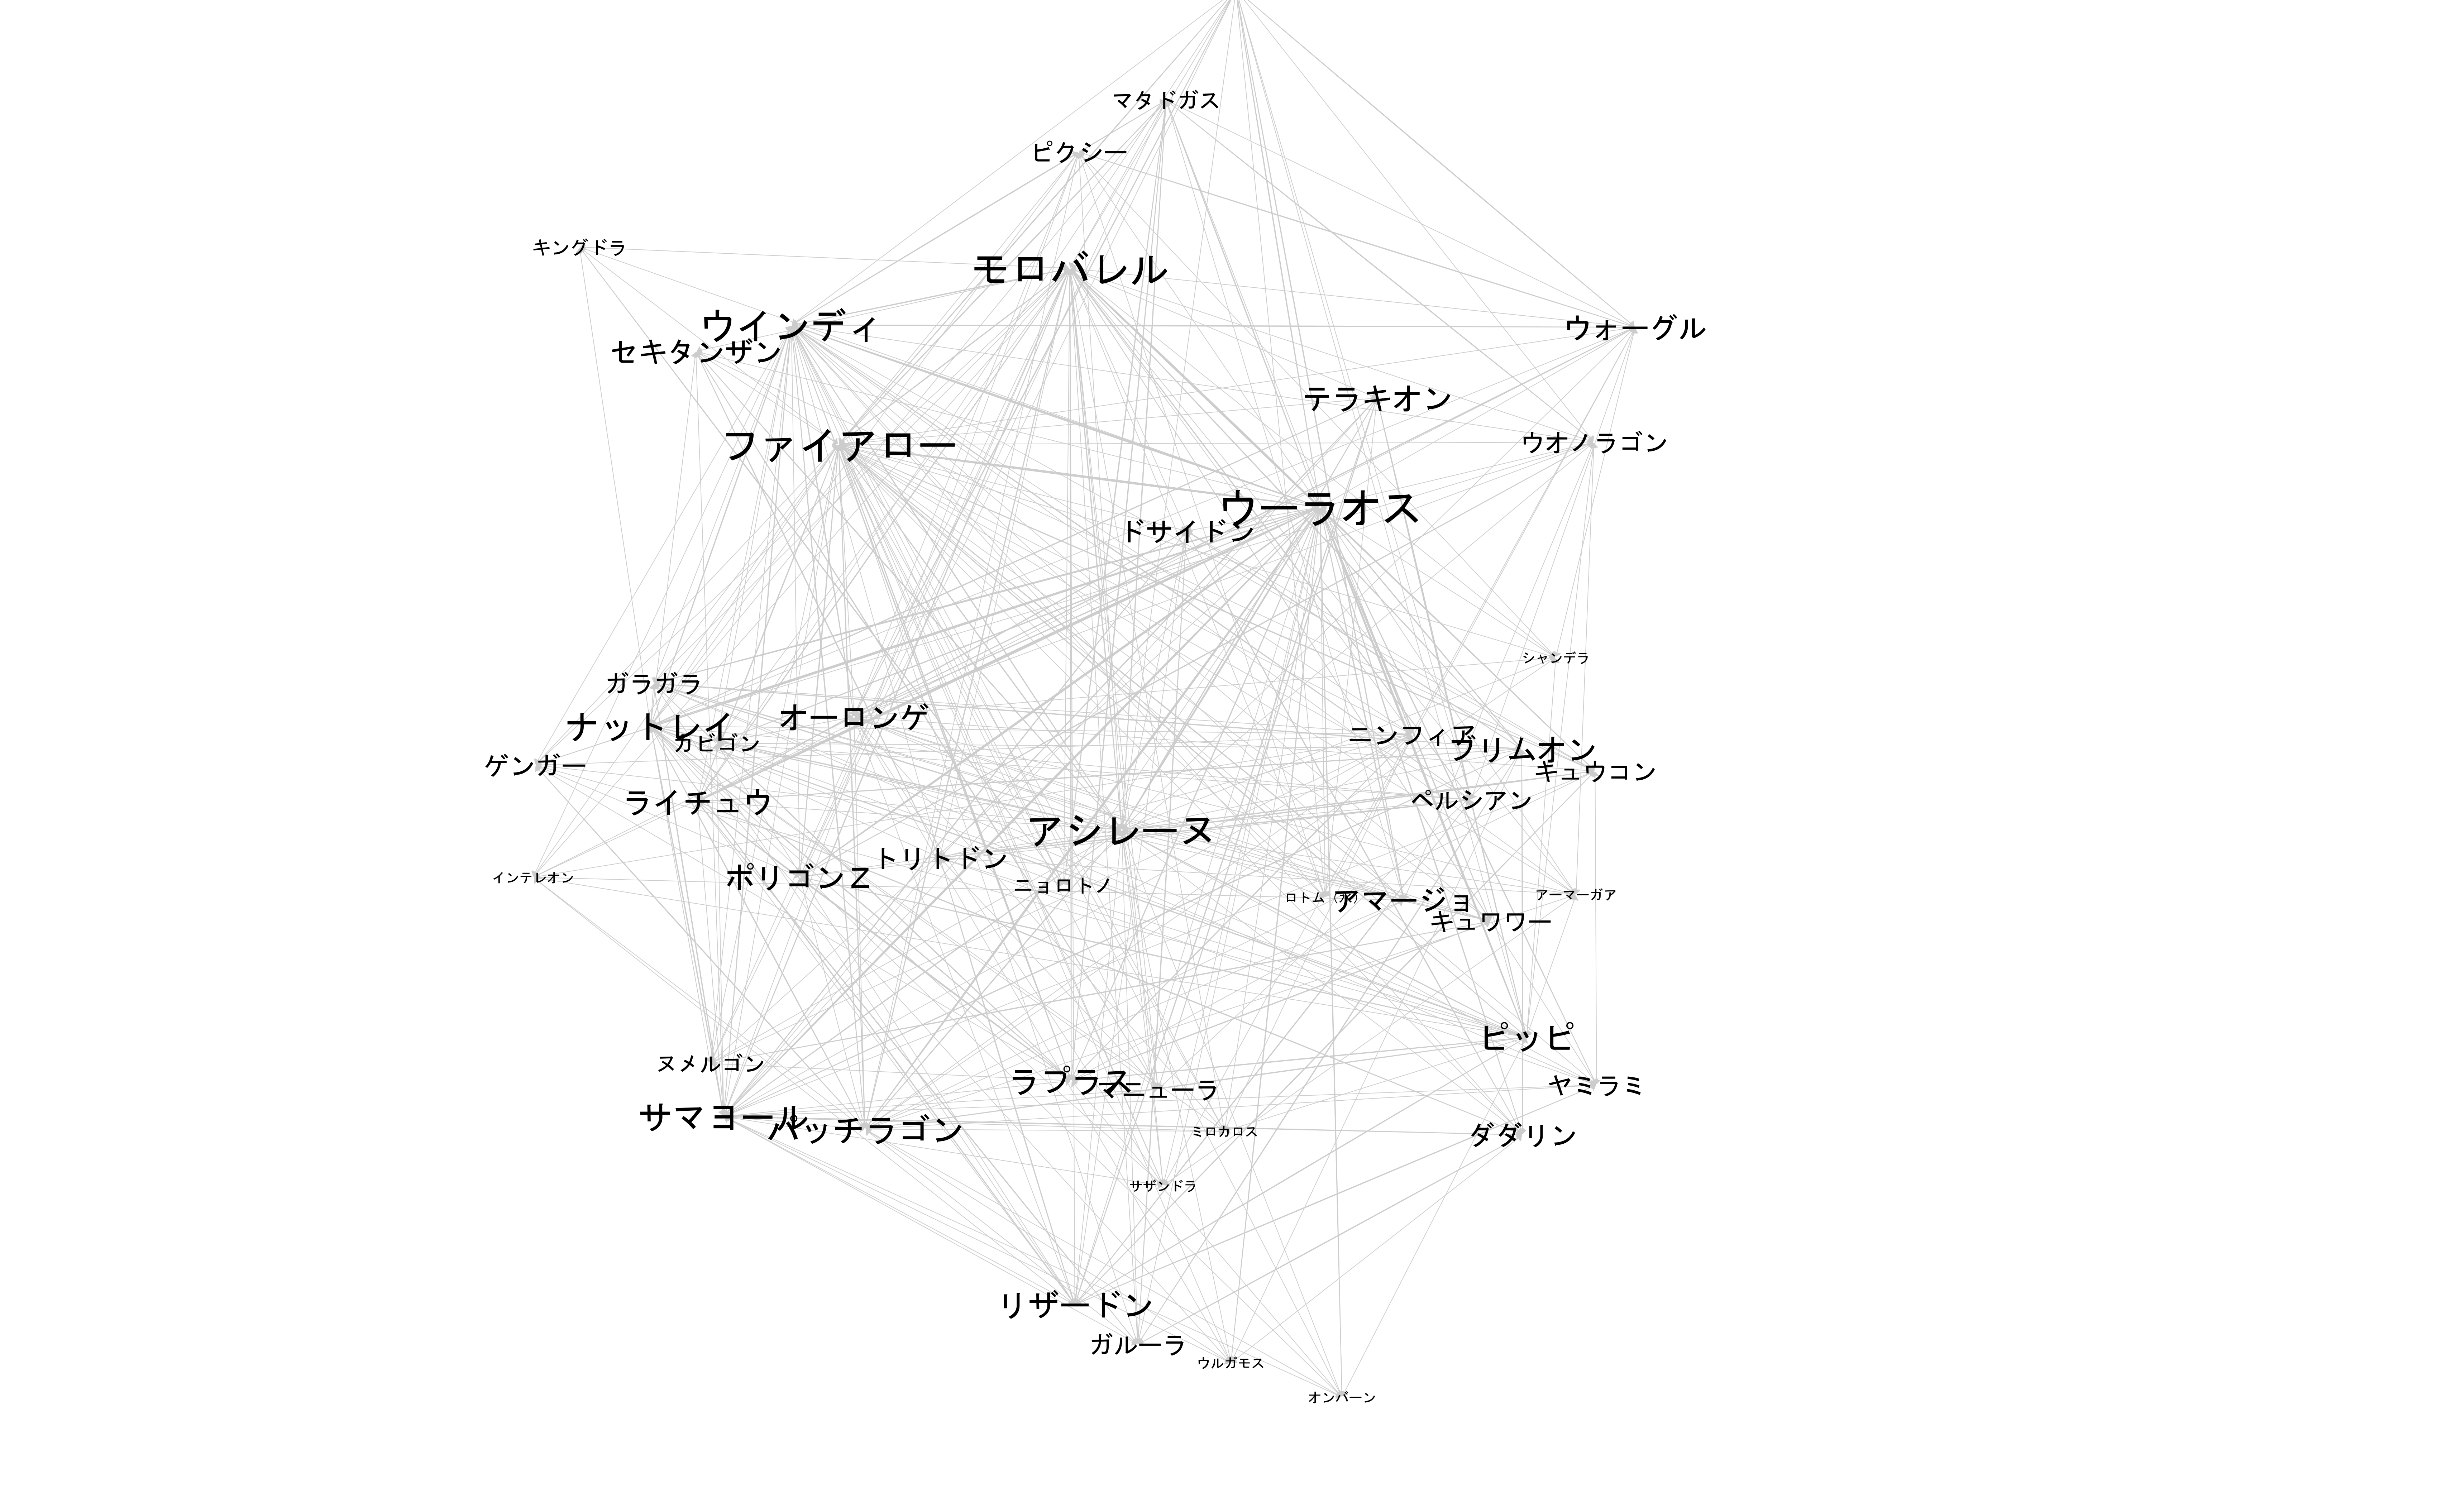 マタドガス
ピクシー
キングドラ
モロバレル
ウインディ
ウォーグル
セキタンザン
テラキオン
ファイアロー
ウオノラゴン
ウーラオス
ドサイドン
シャンデラ
ガラガラ
オーロンゲ
ナットレイ
カビゴン
ニンフィア
ブリムオン
ゲンガー
キュウコン
ライチュウ
ペルシアン
アシレーヌ
トリトドン
インテレオン
ポリゴンZ
ニョロトノ
アーマーガア
アマージョ
キュワワー
ピッピ
ヌメルゴン
ラプラス
マニューラ
ヤミラミ
サマヨール
パッチラゴン
ミロカロス
ダダリン
サザンドラ
リザードン
ガルーラ
ウルガモス
オンバーン